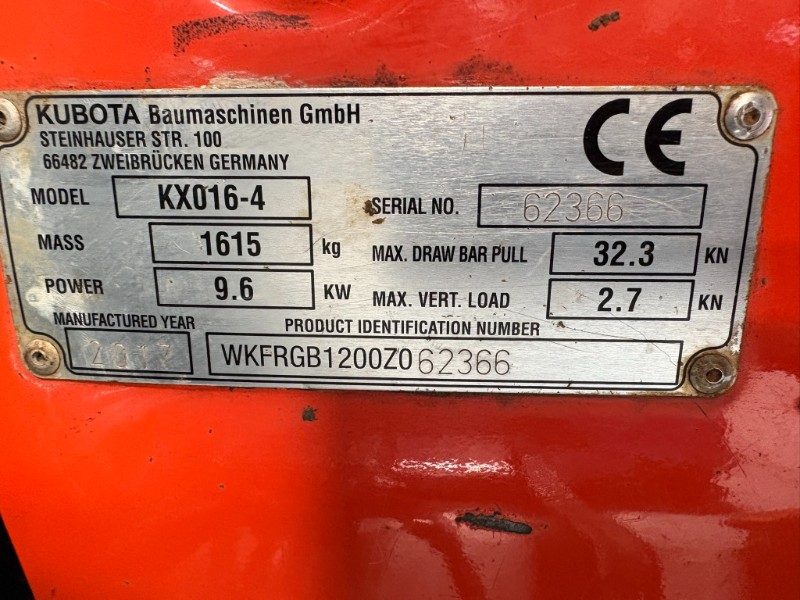 KUBOTA Baumaschinen GmbH
STEINHAUSER STR. 100
66482 ZWEIBRÜCKEN GERMANY
CE
MODEL KX016-4 SERIAL NO. 62366
MASS 1615 kg MAX. DRAW BAR PULL 32.3 KN
POWER 9.6 KW MAX. VERT. LOAD 2.7 KN
MANUFACTURED YEAR PRODUCT IDENTIFICATION NUMBER
2017 WKFRGB1200Z062366